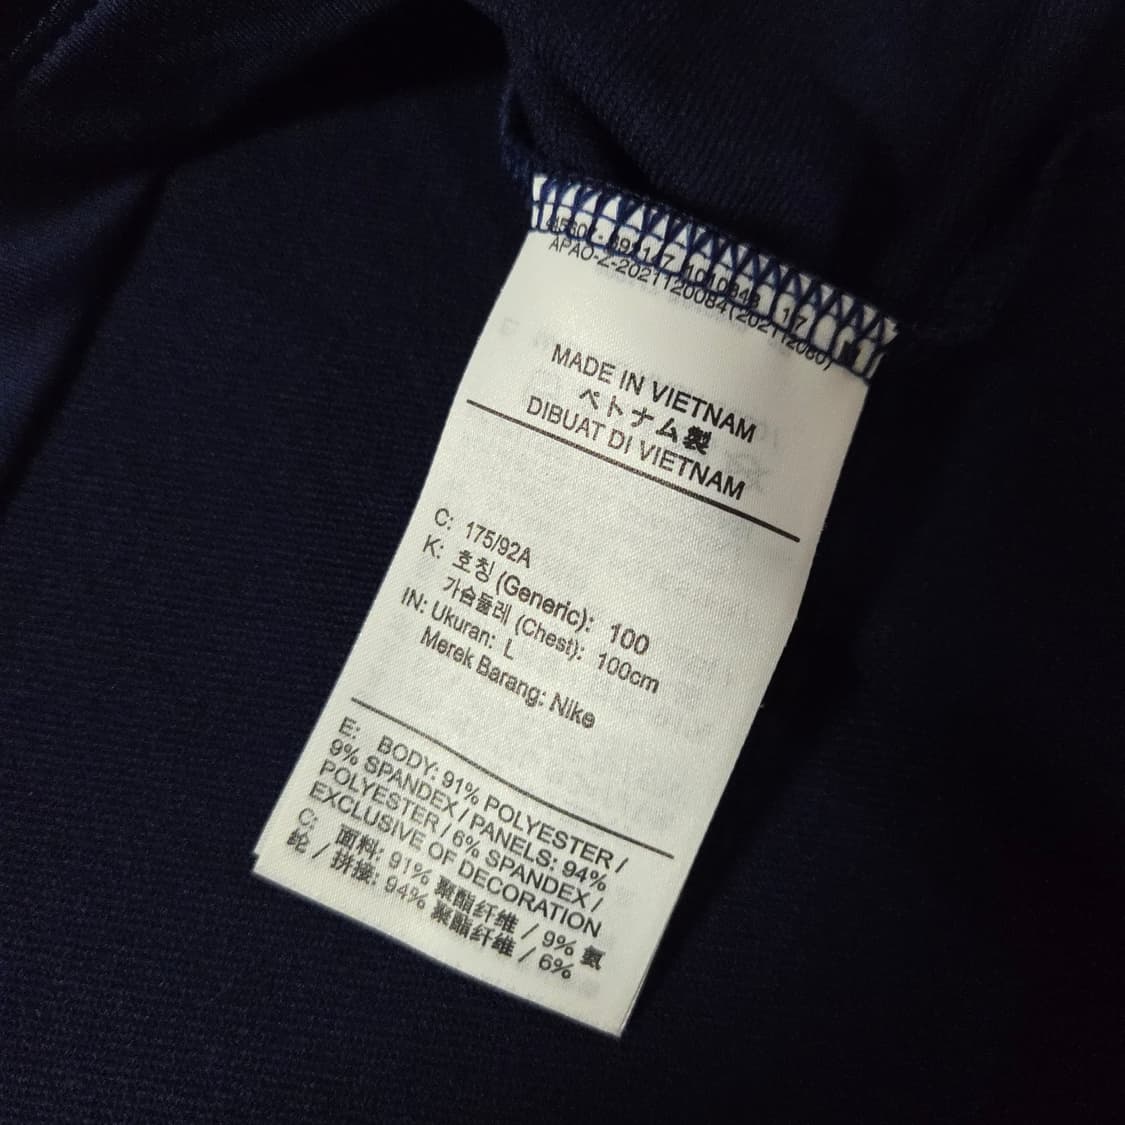 APAO-Z-2021120084(202112080)
MADE IN VIETNAM
ベトナム製
DIBUAT DI VIETNAM
C: 175/92A
K: 호칭 (Generic): 100
가슴둘레 (Chest): 100cm
IN: Ukuran: L
Merek Barang: Nike
E: BODY: 91% POLYESTER /
9% SPANDEX / PANELS: 94%
POLYESTER / 6% SPANDEX /
EXCLUSIVE OF DECORATION
C: 面料: 91% 聚酯纤维 / 9% 氨
纶 / 拼接: 94% 聚酯纤维 / 6%